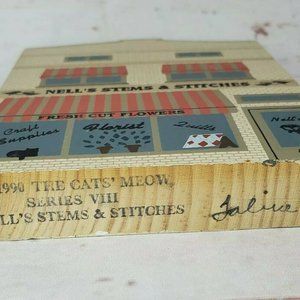 NELL'S STEMS & STITCHES
FRESH CUT FLOWERS
Craft
Supplies
Florist
Quilts
Nell
1990 THE CATS' MEOW
SERIES VIII
LL'S STEMS & STITCHES